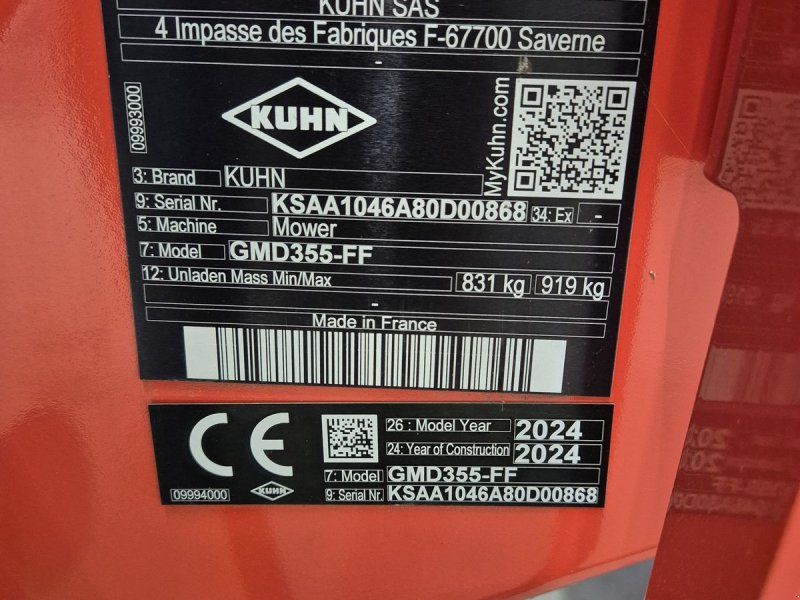 KUHN SAS
4 Impasse des Fabriques F-67700 Saverne
-
09993000
KUHN
MyKuhn.com
3: Brand KUHN
9: Serial Nr. KSAA1046A80D00868 34: Ex -
5: Machine Mower
7: Model GMD355-FF
12: Unladen Mass Min/Max 831 kg 919 kg
-
Made in France
CE
26 : Model Year 2024
24: Year of Construction 2024
7: Model GMD355-FF
09994000 KUHN 9: Serial Nr. KSAA1046A80D00868